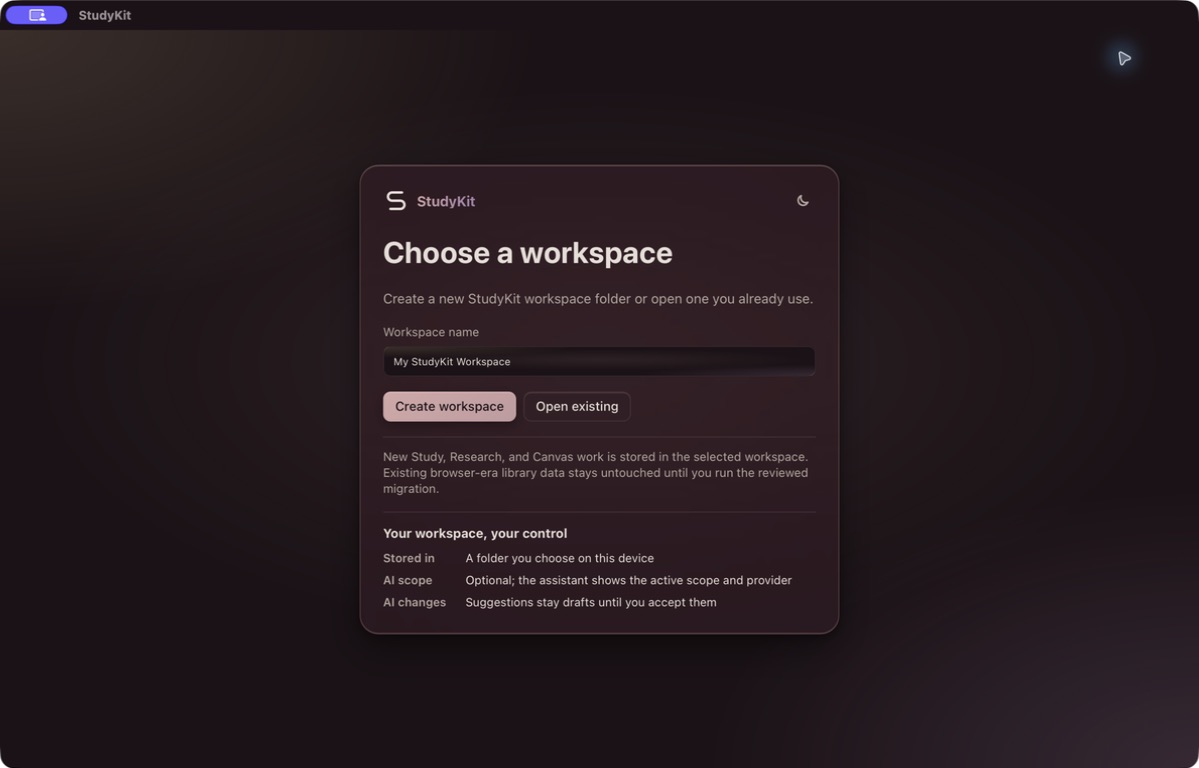 StudyKit
StudyKit
Choose a workspace
Create a new StudyKit workspace folder or open one you already use.
Workspace name
My StudyKit Workspace
Create workspace
Open existing
New Study, Research, and Canvas work is stored in the selected workspace.
Existing browser-era library data stays untouched until you run the reviewed
migration.
Your workspace, your control
Stored in A folder you choose on this device
AI scope Optional; the assistant shows the active scope and provider
AI changes Suggestions stay drafts until you accept them